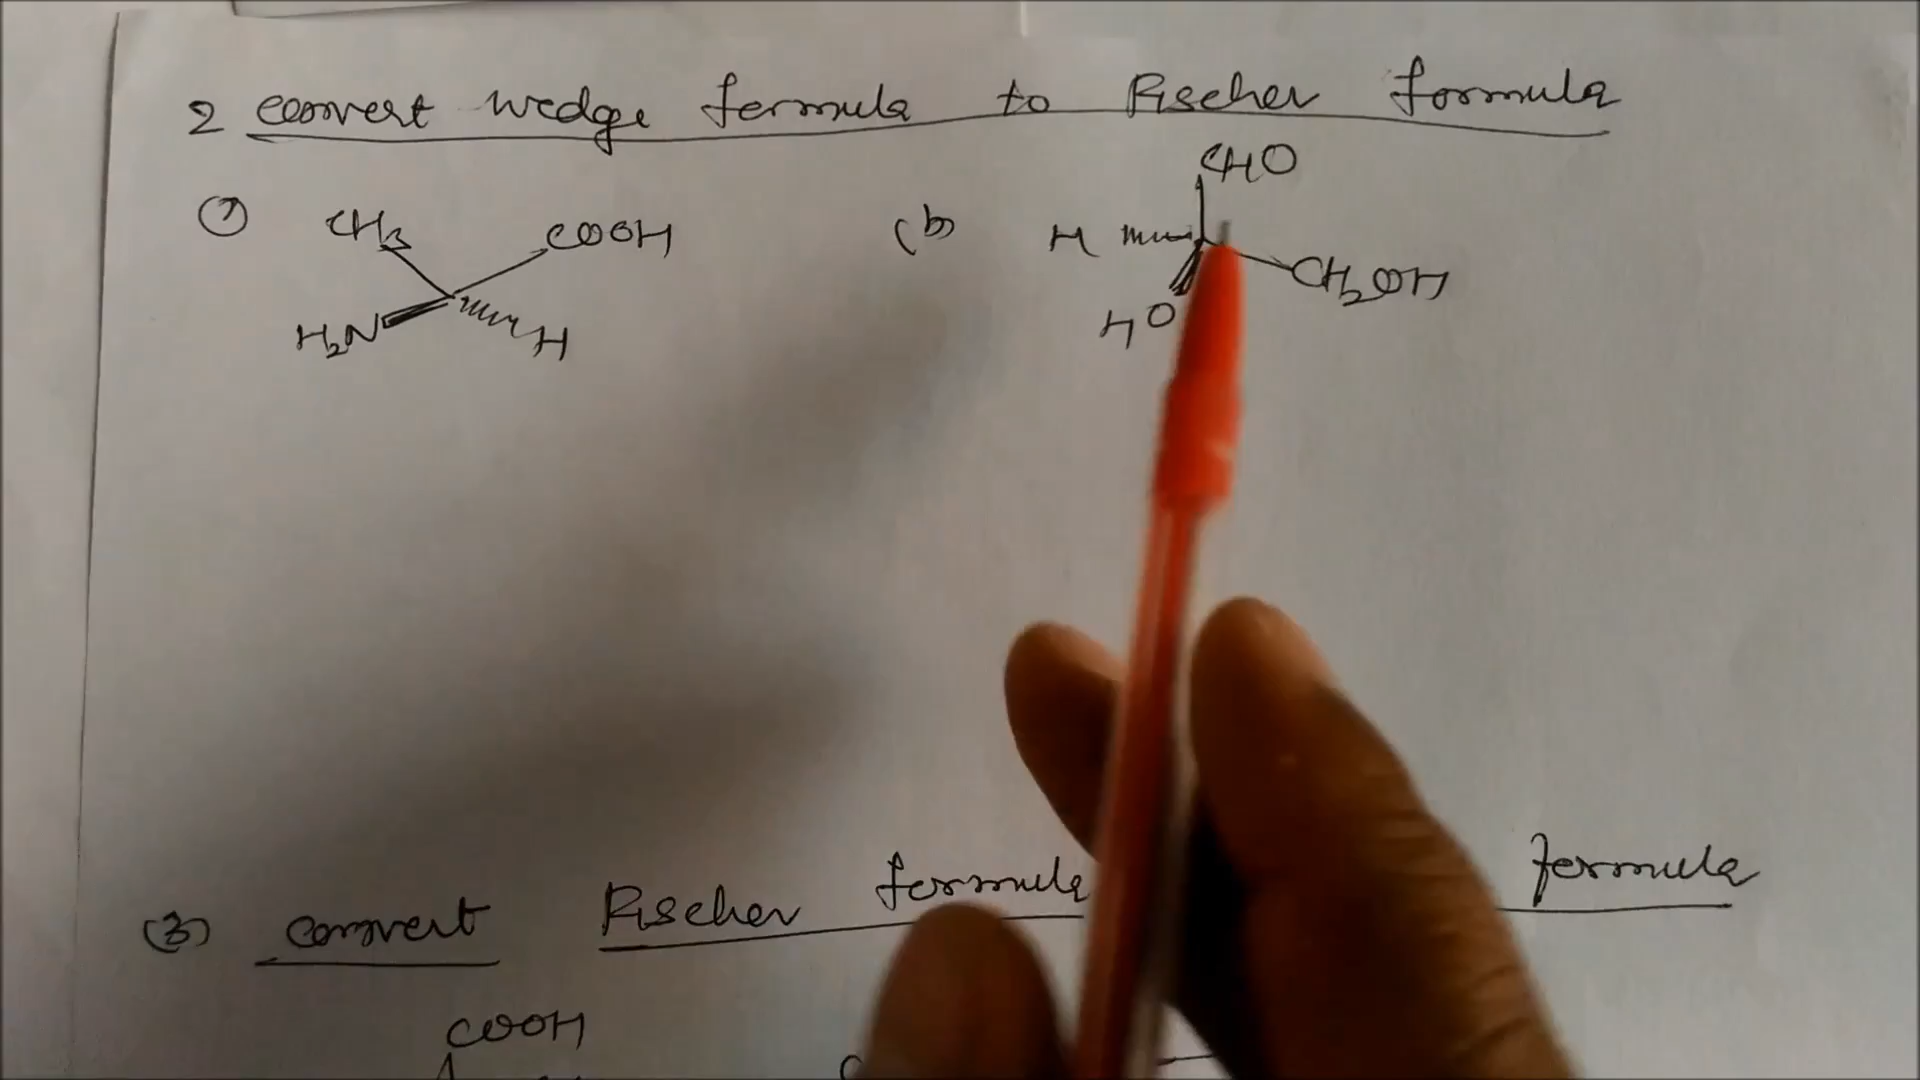 2 convert wedge formula to Fischer formula
① CH3 COOH H2N H
(b) CHO H HO CH2OH
(3) convert Fischer formula formula
COOH